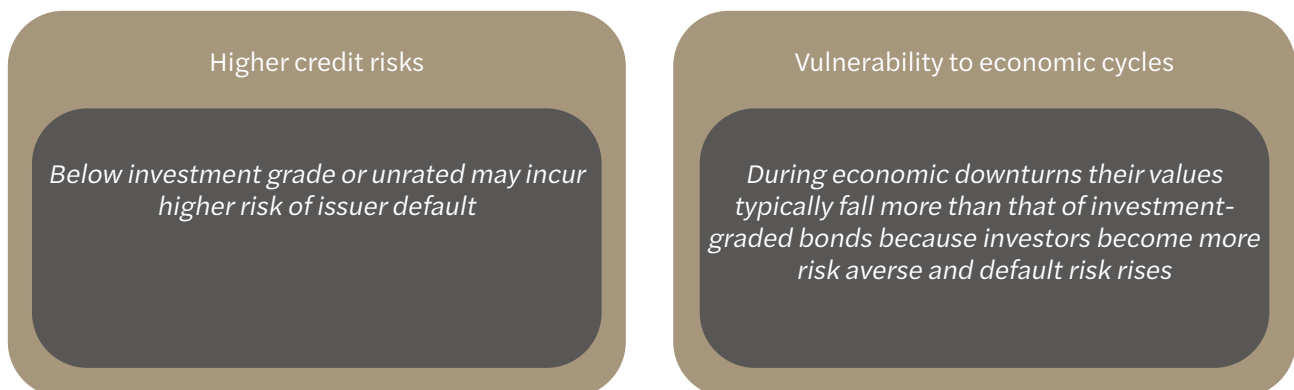 Higher credit risks
Below investment grade or unrated may incur
higher risk of issuer default
Vulnerability to economic cycles
During economic downturns their values
typically fall more than that of investment-
graded bonds because investors become more
risk averse and default risk rises